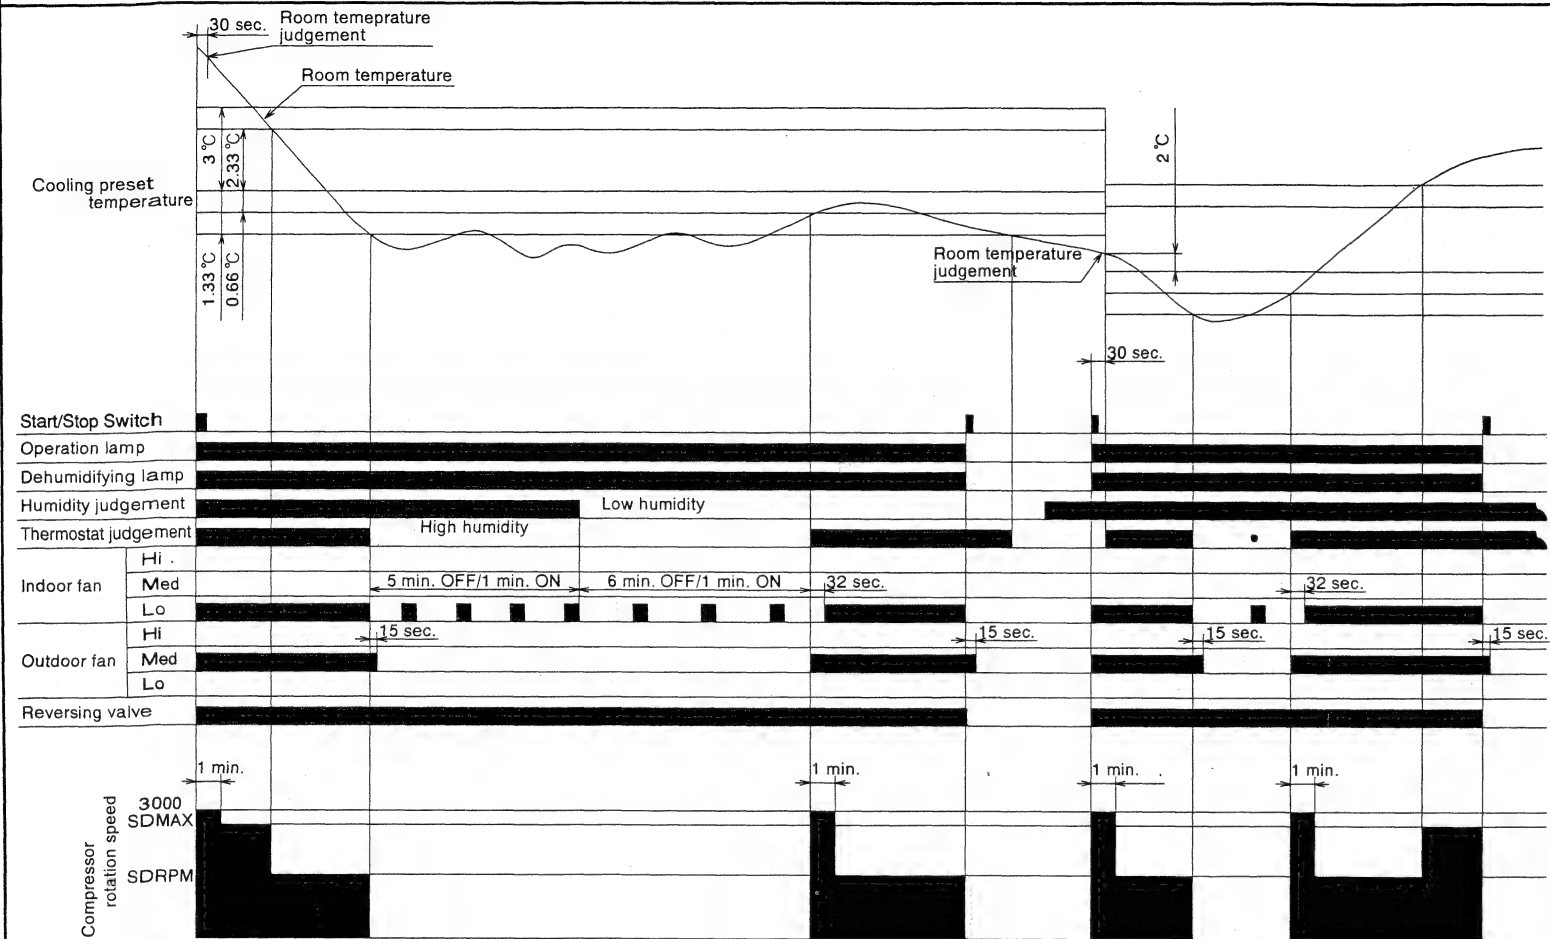 30 sec.
Room temeprature
judgement
Room temperature
3 °C
2.33 °C
2 °C
Cooling preset
temperature
1.33 °C
0.66 °C
Room temperature
judgement
30 sec.
Start/Stop Switch
Operation lamp
Dehumidifying lamp
Humidity judgement
Low humidity
Thermostat judgement
High humidity
Indoor fan
Hi
Med
5 min. OFF/1 min. ON
6 min. OFF/1 min. ON
32 sec.
32 sec.
Lo
Outdoor fan
Hi
15 sec.
15 sec.
15 sec.
15 sec.
Med
Lo
Reversing valve
1 min.
1 min.
1 min.
1 min.
Compressor
rotation speed
3000
SDMAX
SDRPM